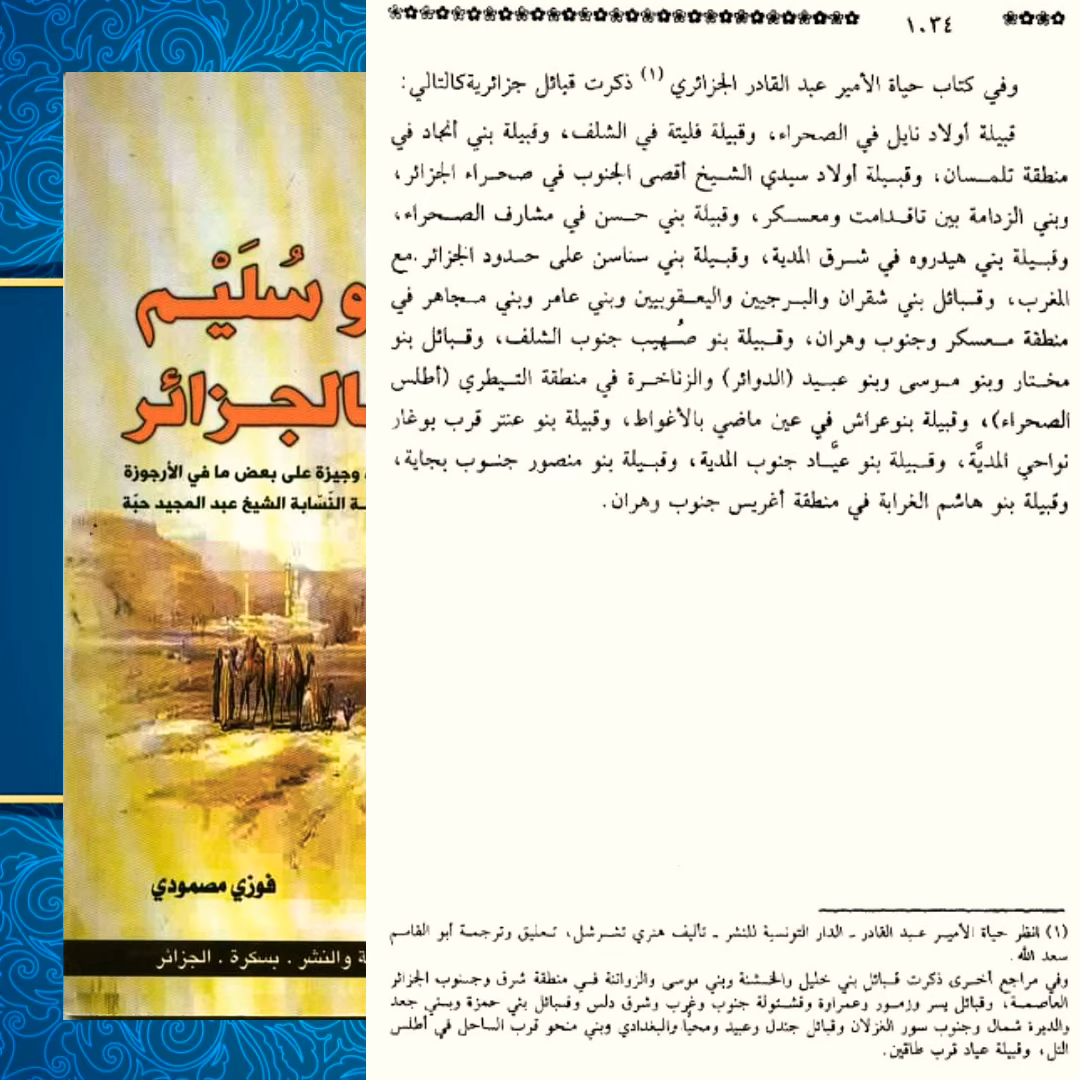 ١٠٣٤
وفي كتاب حياة الأمير عبد القادر الجزائري (١) ذكرت قبائل جزائرية كالتالي :
قبيلة أولاد نايل في الصحراء، وقبيلة فليتة في الشلف، وقبيلة بني أنجاد في
منطقة تلمسان، وقبيلة أولاد سيدي الشيخ أقصى الجنوب في صحراء الجزائر،
وبني الزدامة بين تاقدامت ومعسكر، وقبيلة بني حسن في مشارف الصحراء،
وقبيلة بني هيدروه في شرق المدية، وقبيلة بني سناسن على حدود الجزائر.مع
المغرب، وقبائل بني شقران والبرجيين واليعقوبيين وبني عامر وبني مجاهر في
منطقة معسكر وجنوب وهران، وقبيلة بنو صُهيب جنوب الشلف، وقبائل بنو
مختار وبنو موسى وبنو عبيد (الدوائر) والزناخرة في منطقة التيطري (أطلس
الصحراء)، وقبيلة بنوعراش في عين ماضي بالأغواط، وقبيلة بنو عنتر قرب بوغار
نواحي المديَّة، وقبيلة بنو عيَّاد جنوب المدية، وقبيلة بنو منصور جنوب بجاية،
وقبيلة بنو هاشم الغرابة في منطقة أغريس جنوب وهران.
(١) انظر حياة الأمير عبد القادر ـ الدار التونسية للنشر ـ تأليف هنري تشرشل، تعليق وترجمة أبو القاسم
سعد الله.
وفي مراجع أخرى ذكرت قبائل بني خليل والخشنة وبني موسى والزواتنة في منطقة شرق وجنوب الجزائر
العاصمة، وقبائل يسر وزمور وعمراوة وقشتولة جنوب وغرب وشرق دلس وقبائل بني حمزة وبني جعد
والديرة شمال وجنوب سور الغزلان وقبائل جندل وعبيد ومحيا والبغدادي وبني منحو قرب الساحل في أطلس
التل، وقبيلة عياد قرب طاقين.
و سُلَيْم
بالجزائر
وجيزة على بعض ما في الأرجوزة
ـة النَسّابة الشيخ عبد المجيد حبّة
فوزي مصمودي
ـة والنشر . بسكرة . الجزائر